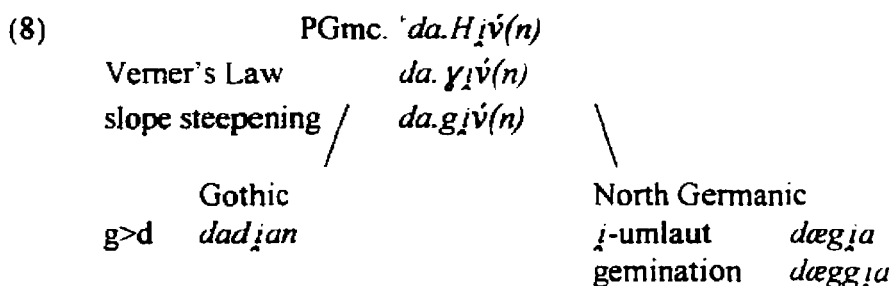 (8) PGmc. *da.Hi̯v́(n)
Verner's Law da.ɣi̯v́(n)
slope steepening / da.gi̯v́(n) \
Gothic North Germanic
g>d dadi̯an i̯-umlaut dægi̯a
gemination dæggi̯a